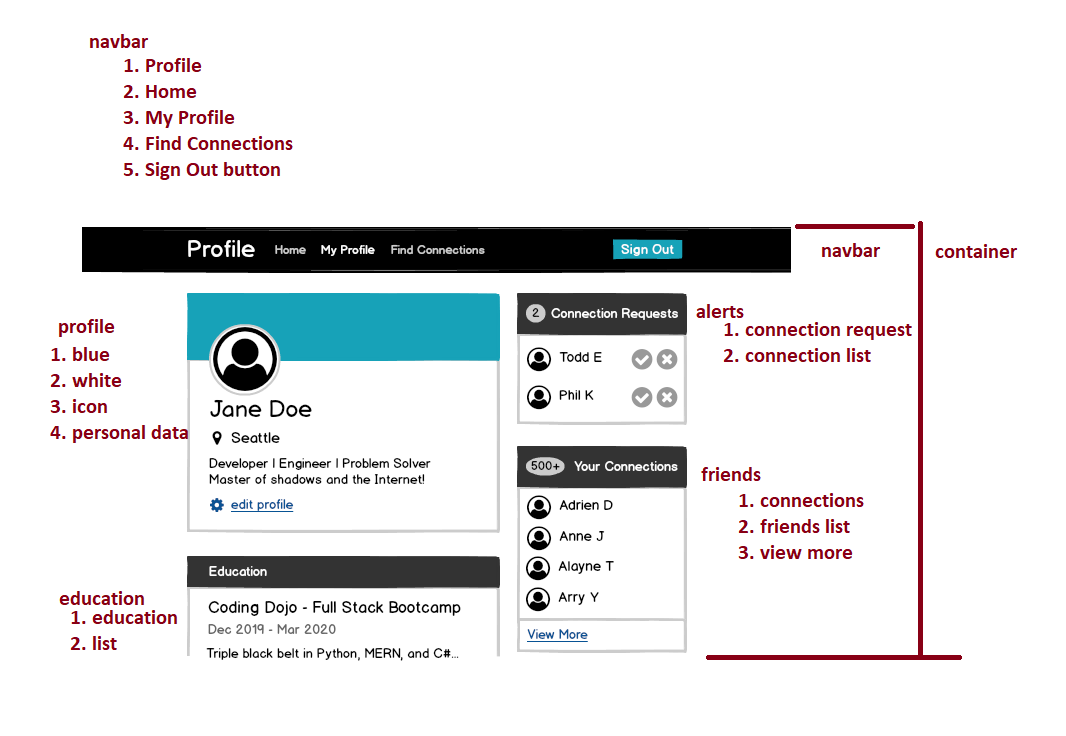 navbar
1. Profile
2. Home
3. My Profile
4. Find Connections
5. Sign Out button
Profile Home My Profile Find Connections Sign Out
navbar
container
profile
1. blue
2. white
3. icon
4. personal data
Jane Doe
Seattle
Developer | Engineer | Problem Solver
Master of shadows and the Internet!
edit profile
2 Connection Requests
Todd E
Phil K
alerts
1. connection request
2. connection list
500+ Your Connections
Adrien D
Anne J
Alayne T
Arry Y
View More
friends
1. connections
2. friends list
3. view more
education
1. education
2. list
Education
Coding Dojo - Full Stack Bootcamp
Dec 2019 - Mar 2020
Triple black belt in Python, MERN, and C#...